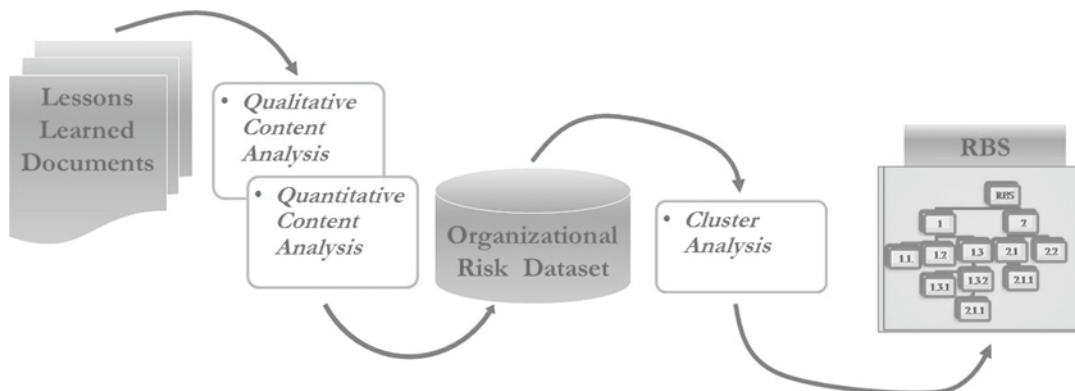 Lessons
Learned
Documents
• Qualitative
Content
Analysis
• Quantitative
Content
Analysis
Organizational
Risk Dataset
• Cluster
Analysis
RBS
RBS
1
2
1.1.
1.2
1.3
2.1
2.2
1.3.1
1.3.2
2.1.1
2.1.1